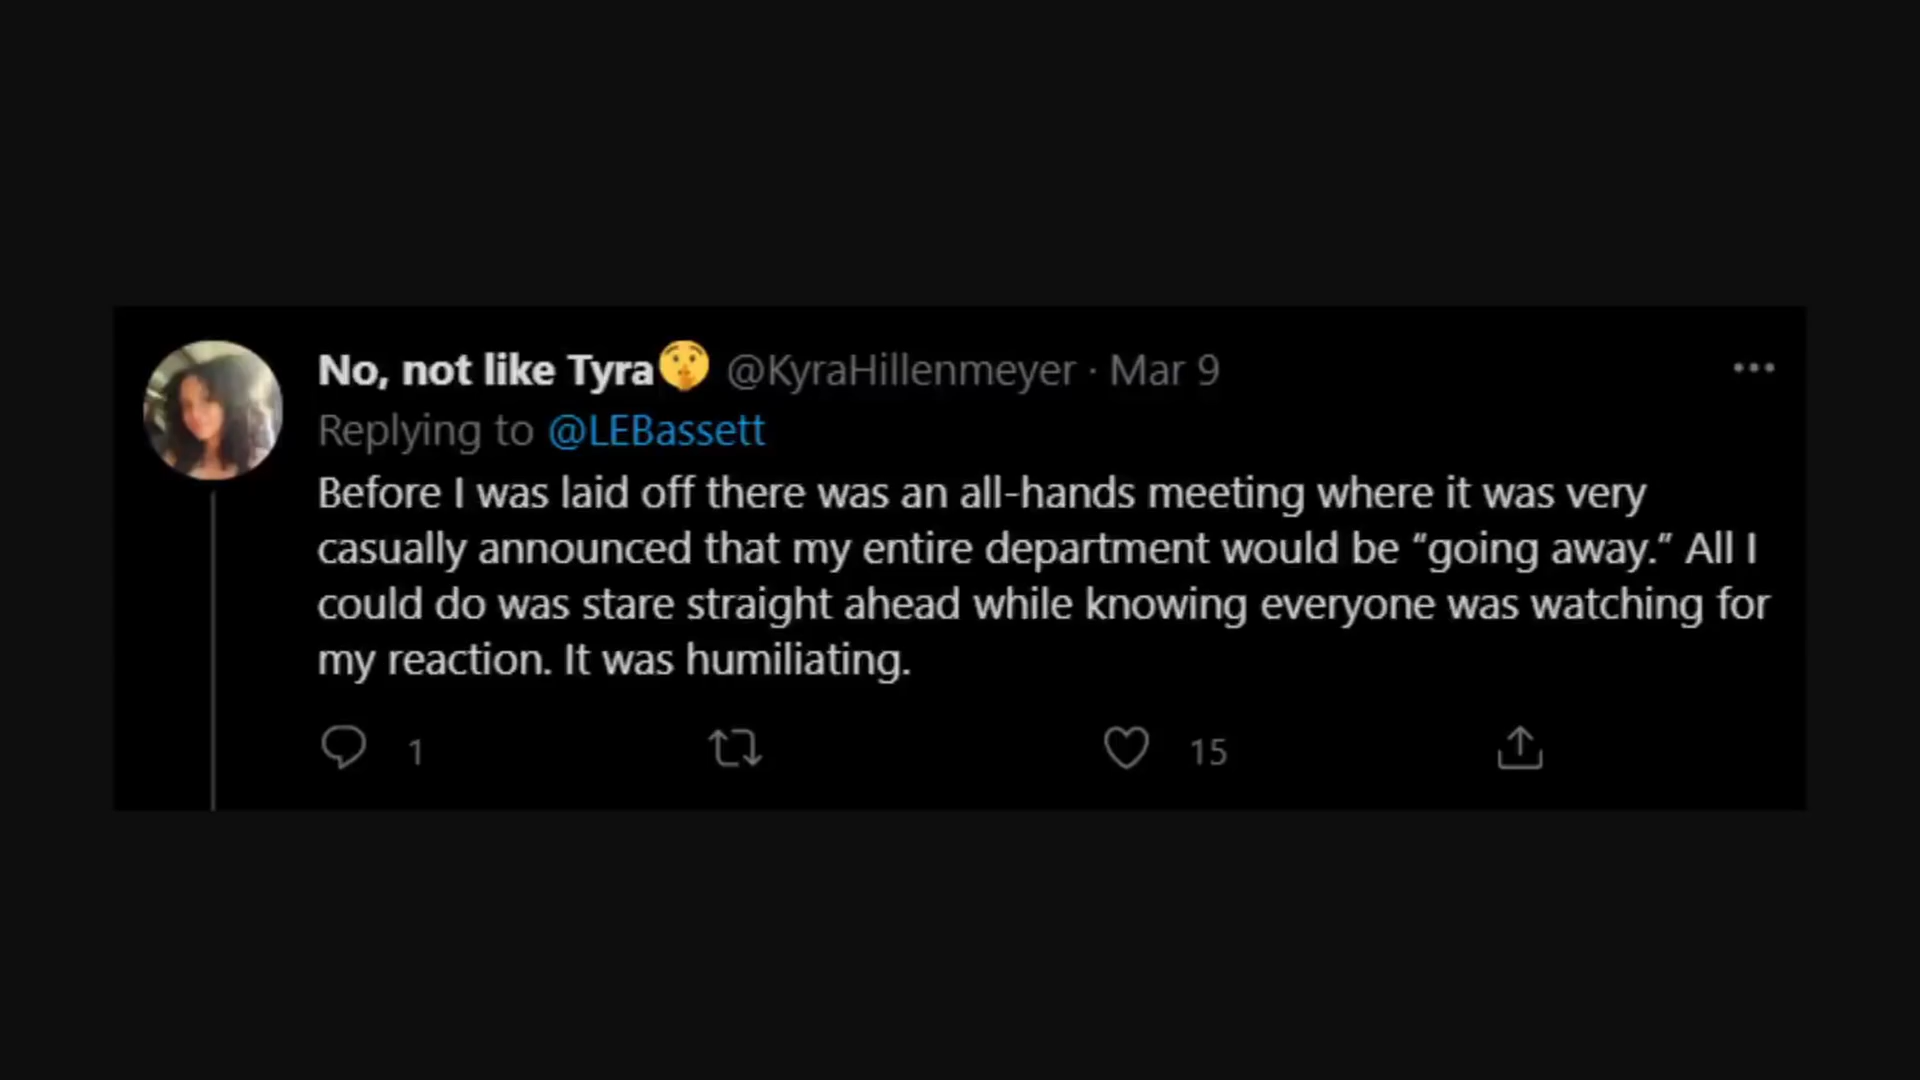 No, not like Tyra🤫 @KyraHillenmeyer · Mar 9
Replying to @LEBassett
Before I was laid off there was an all-hands meeting where it was very
casually announced that my entire department would be “going away.” All I
could do was stare straight ahead while knowing everyone was watching for
my reaction. It was humiliating.
1 15